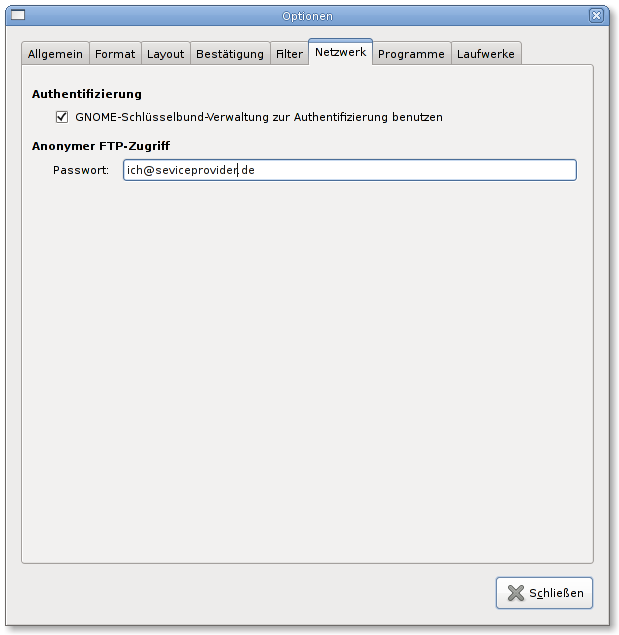 Optionen
Allgemein Format Layout Bestätigung Filter Netzwerk Programme Laufwerke
Authentifizierung
GNOME-Schlüsselbund-Verwaltung zur Authentifizierung benutzen
Anonymer FTP-Zugriff
Passwort: ich@seviceprovider.de
Schließen